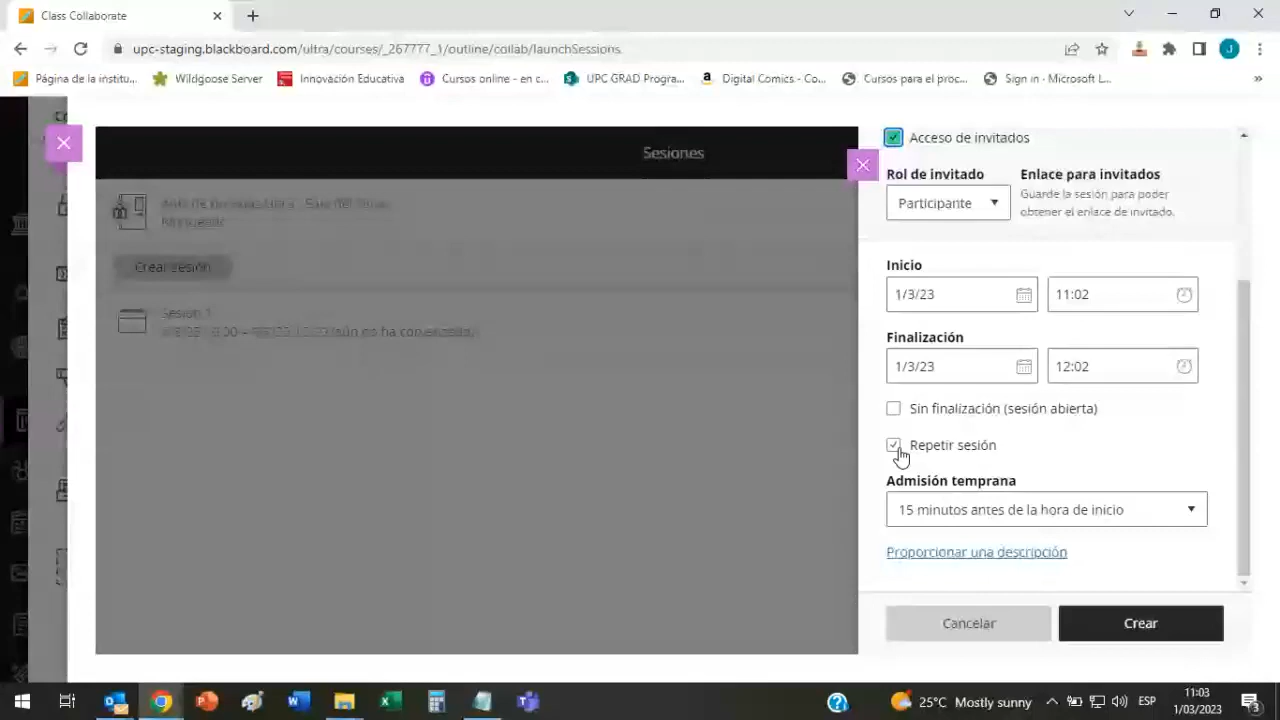 Class Collaborate
upc-staging.blackboard.com/ultra/courses/_267777_1/outline/collab/launchSessions
Página de la institu...
Wildgoose Server
Innovación Educativa
Cursos online - en c...
UPC GRAD Progra...
Digital Comics - Co...
Cursos para el proc...
Sign in - Microsoft L...
»
J
Sesiones
Crear sesión
Sesión 1
Acceso de invitados
Rol de invitado
Participante
Enlace para invitados
Guarde la sesión para poder
obtener el enlace de invitado.
Inicio
1/3/23
11:02
Finalización
1/3/23
12:02
Sin finalización (sesión abierta)
Repetir sesión
Admisión temprana
15 minutos antes de la hora de inicio
Proporcionar una descripción
Cancelar
Crear
25°C Mostly sunny
ESP
11:03
1/03/2023
3